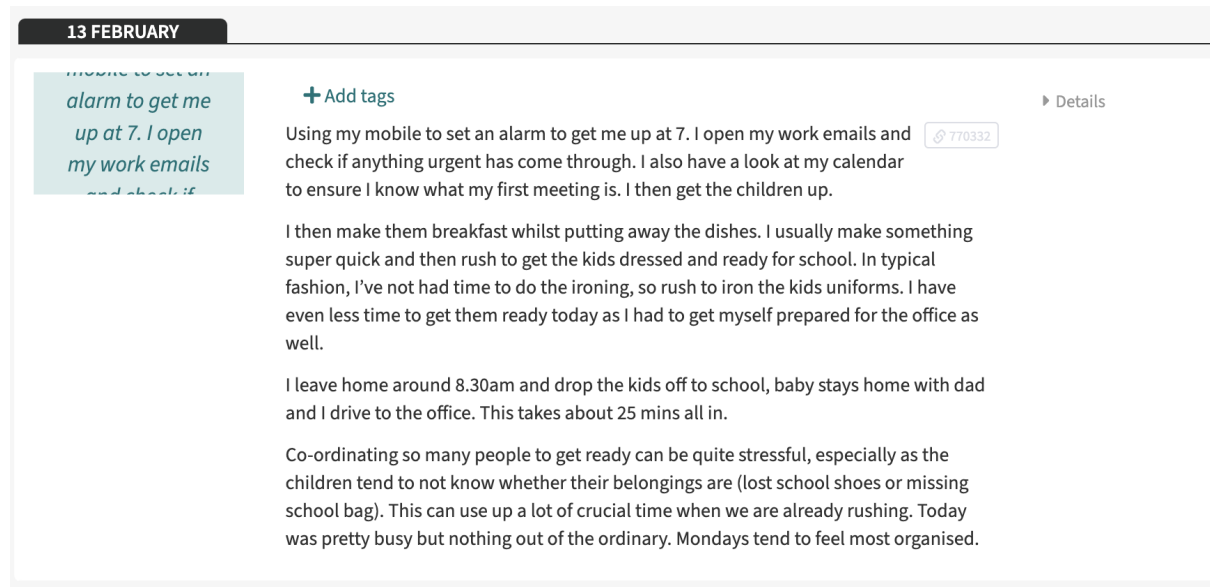 13 FEBRUARY
alarm to get me
up at 7. I open
my work emails
and check if
Add tags
Details
Using my mobile to set an alarm to get me up at 7. I open my work emails and
770332
check if anything urgent has come through. I also have a look at my calendar
to ensure I know what my first meeting is. I then get the children up.
I then make them breakfast whilst putting away the dishes. I usually make something
super quick and then rush to get the kids dressed and ready for school. In typical
fashion, I've not had time to do the ironing, so rush to iron the kids uniforms. I have
even less time to get them ready today as I had to get myself prepared for the office as
well.
I leave home around 8.30am and drop the kids off to school, baby stays home with dad
and I drive to the office. This takes about 25 mins all in.
Co-ordinating so many people to get ready can be quite stressful, especially as the
children tend to not know whether their belongings are (lost school shoes or missing
school bag). This can use up a lot of crucial time when we are already rushing. Today
was pretty busy but nothing out of the ordinary. Mondays tend to feel most organised.